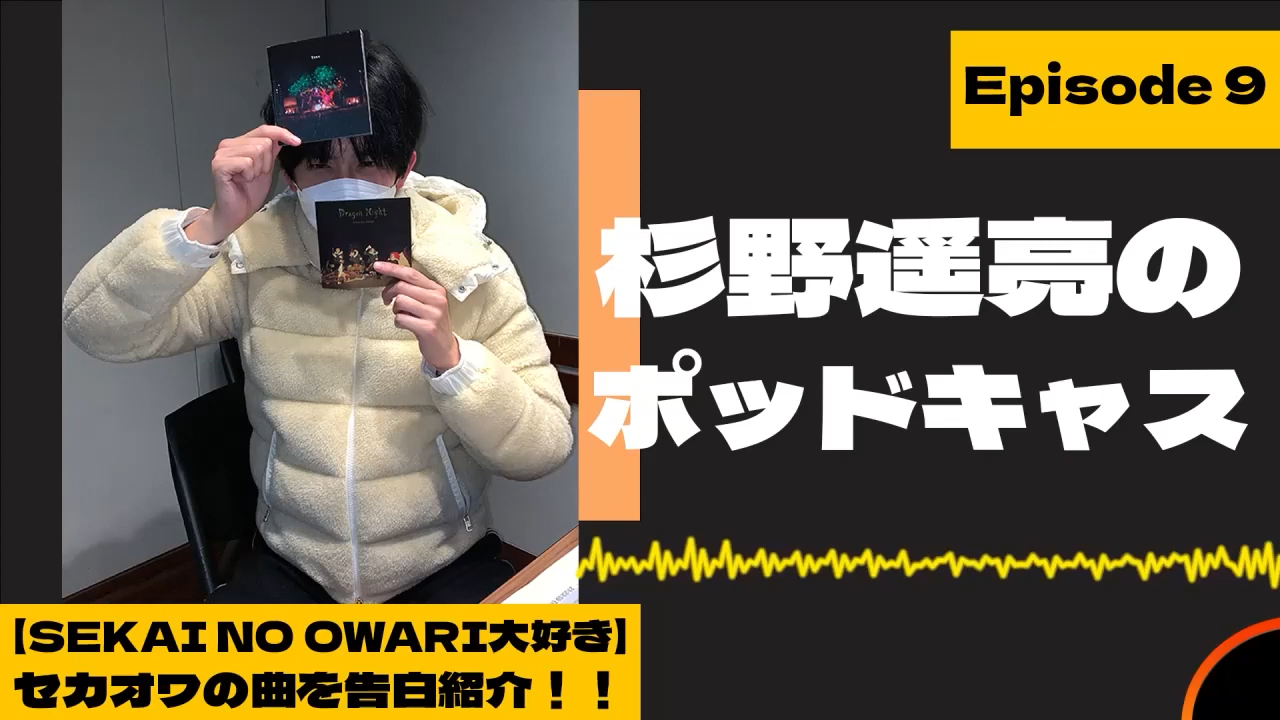 Episode 9
杉野遥亮の
ポッドキャス
Tree
Dragon Night
【SEKAI NO OWARI大好き】
セカオワの曲を告白紹介！！